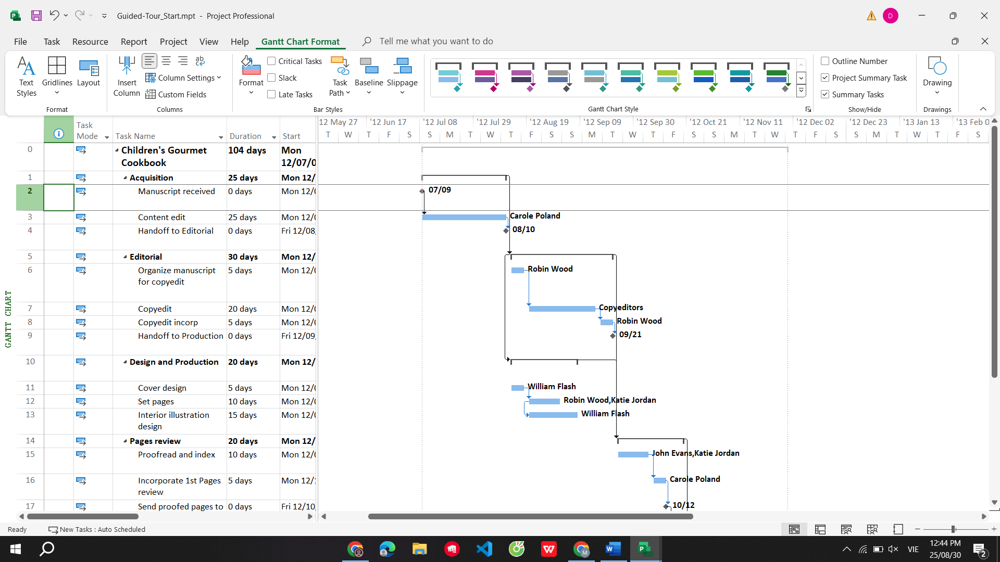 Guided-Tour_Start.mpt - Project Professional
D
File Task Resource Report Project View Help Gantt Chart Format Tell me what you want to do
Text Styles
Gridlines
Layout
Format
Insert Column
Column Settings
Custom Fields
Columns
Format
Critical Tasks
Slack
Late Tasks
Task Path
Baseline
Slippage
Bar Styles
Gantt Chart Style
Outline Number
Project Summary Task
Summary Tasks
Show/Hide
Drawing
Drawings
Task Mode Task Name Duration Start
12 May 27 '12 Jun 17 '12 Jul 08 '12 Jul 29 '12 Aug 19 '12 Sep 09 '12 Sep 30 '12 Oct 21 '12 Nov 11 '12 Dec 02 '12 Dec 23 '13 Jan 13 '13 Feb 0
T W T F S S M T W T F S S M T W T F S S M T W T F S S M T W T F S
0 Children's Gourmet Cookbook 104 days Mon 12/07/0
1 Acquisition 25 days Mon 12/
2 Manuscript received 0 days Mon 12/0 07/09
3 Content edit 25 days Mon 12/0 Carole Poland
4 Handoff to Editorial 0 days Fri 12/08, 08/10
5 Editorial 30 days Mon 12/
6 Organize manuscript for copyedit 5 days Mon 12/0 Robin Wood
7 Copyedit 20 days Mon 12/0 Copyeditors
8 Copyedit incorp 5 days Mon 12/0 Robin Wood
9 Handoff to Production 0 days Fri 12/09, 09/21
10 Design and Production 20 days Mon 12/
11 Cover design 5 days Mon 12/0 William Flash
12 Set pages 10 days Mon 12/0 Robin Wood,Katie Jordan
13 Interior illustration design 15 days Mon 12/0 William Flash
14 Pages review 20 days Mon 12/
15 Proofread and index 10 days Mon 12/0 John Evans,Katie Jordan
16 Incorporate 1st Pages review 5 days Mon 12/1 Carole Poland
17 Send proofed pages to 0 days Fri 12/10, 10/12
GANTT CHART
Ready New Tasks : Auto Scheduled
VIE
12:44 PM
25/08/30
2